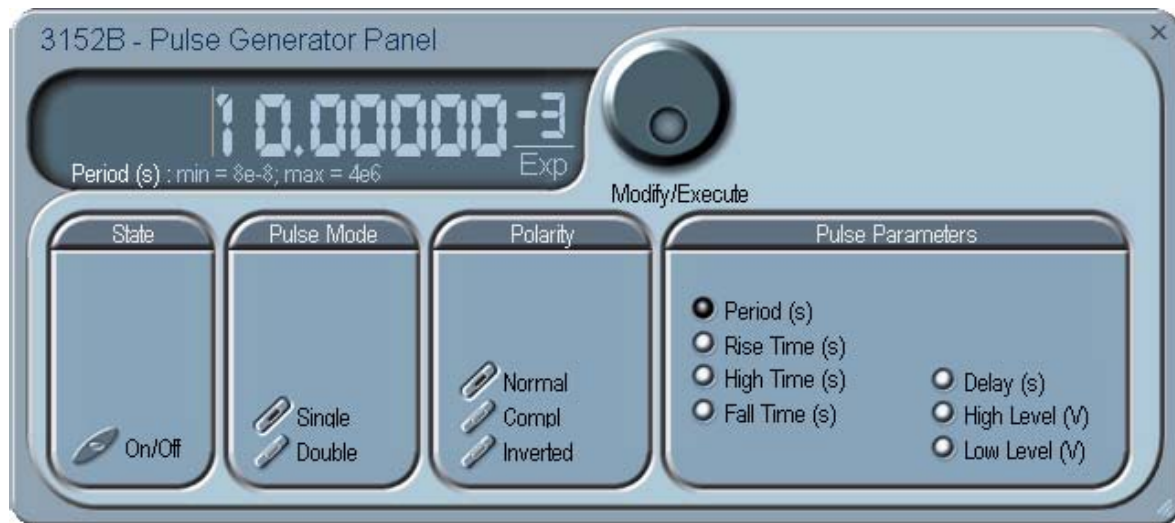 3152B - Pulse Generator Panel
10.00000-3
Exp
Period (s) : min = 8e-8; max = 4e6
Modify/Execute
State
On/Off
Pulse Mode
Single
Double
Polarity
Normal
Compl
Inverted
Pulse Parameters
Period (s)
Rise Time (s)
High Time (s)
Fall Time (s)
Delay (s)
High Level (V)
Low Level (V)